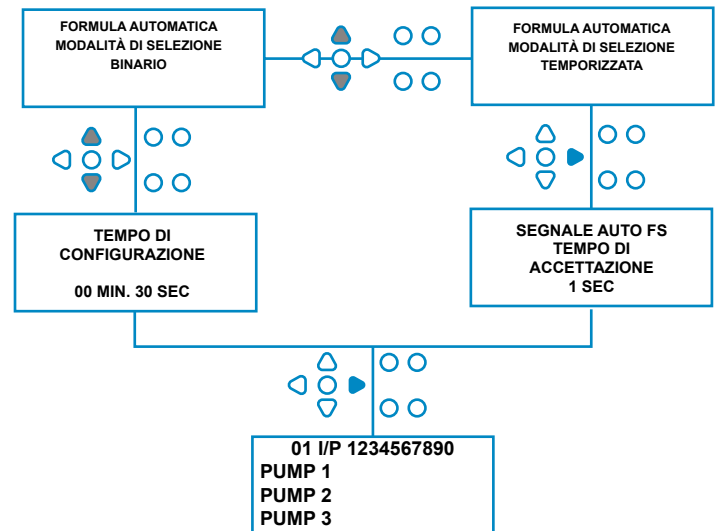 FORMULA AUTOMATICA
MODALITÀ DI SELEZIONE
BINARIO
FORMULA AUTOMATICA
MODALITÀ DI SELEZIONE
TEMPORIZZATA
TEMPO DI
CONFIGURAZIONE
00 MIN. 30 SEC
SEGNALE AUTO FS
TEMPO DI
ACCETTAZIONE
1 SEC
01 I/P 1234567890
PUMP 1
PUMP 2
PUMP 3